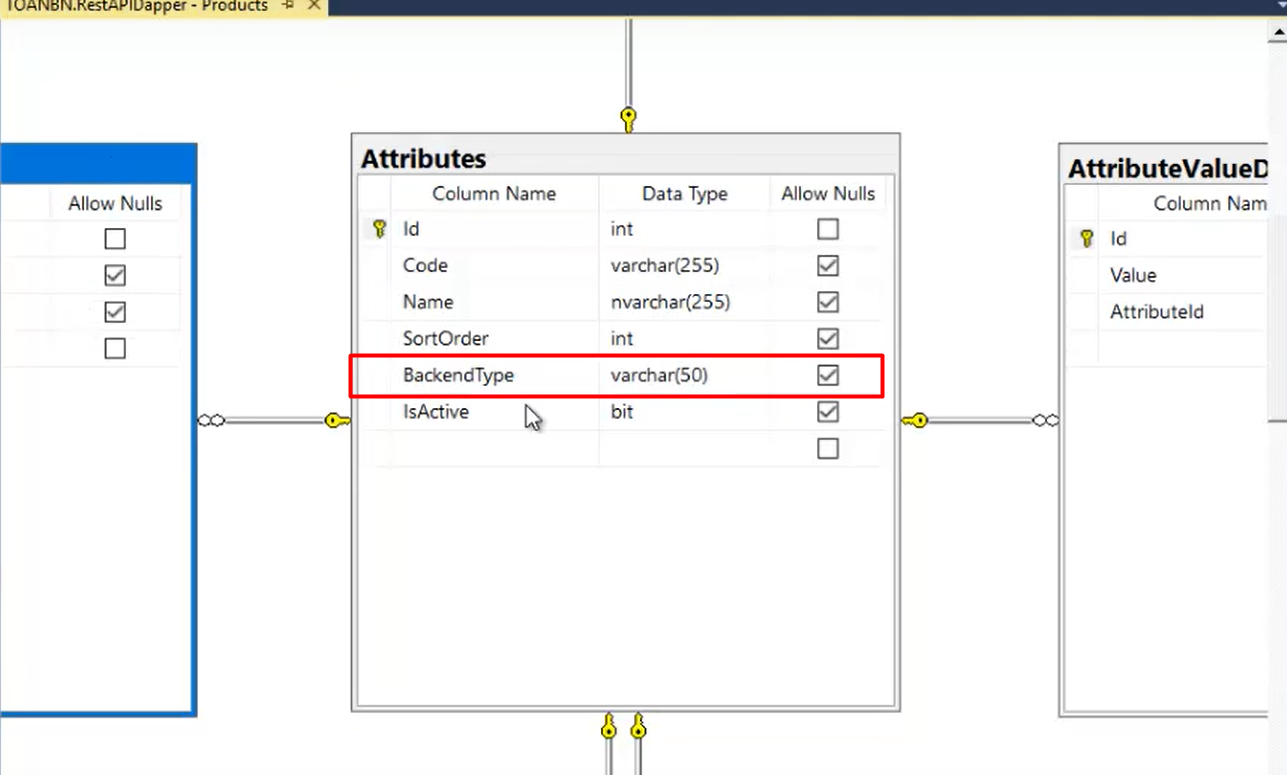 TOANBN.RestAPIDapper - Products
Allow Nulls
Attributes
Column Name Data Type Allow Nulls
Id int
Code varchar(255)
Name nvarchar(255)
SortOrder int
BackendType varchar(50)
IsActive bit
AttributeValueD
Column Nam
Id
Value
AttributeId